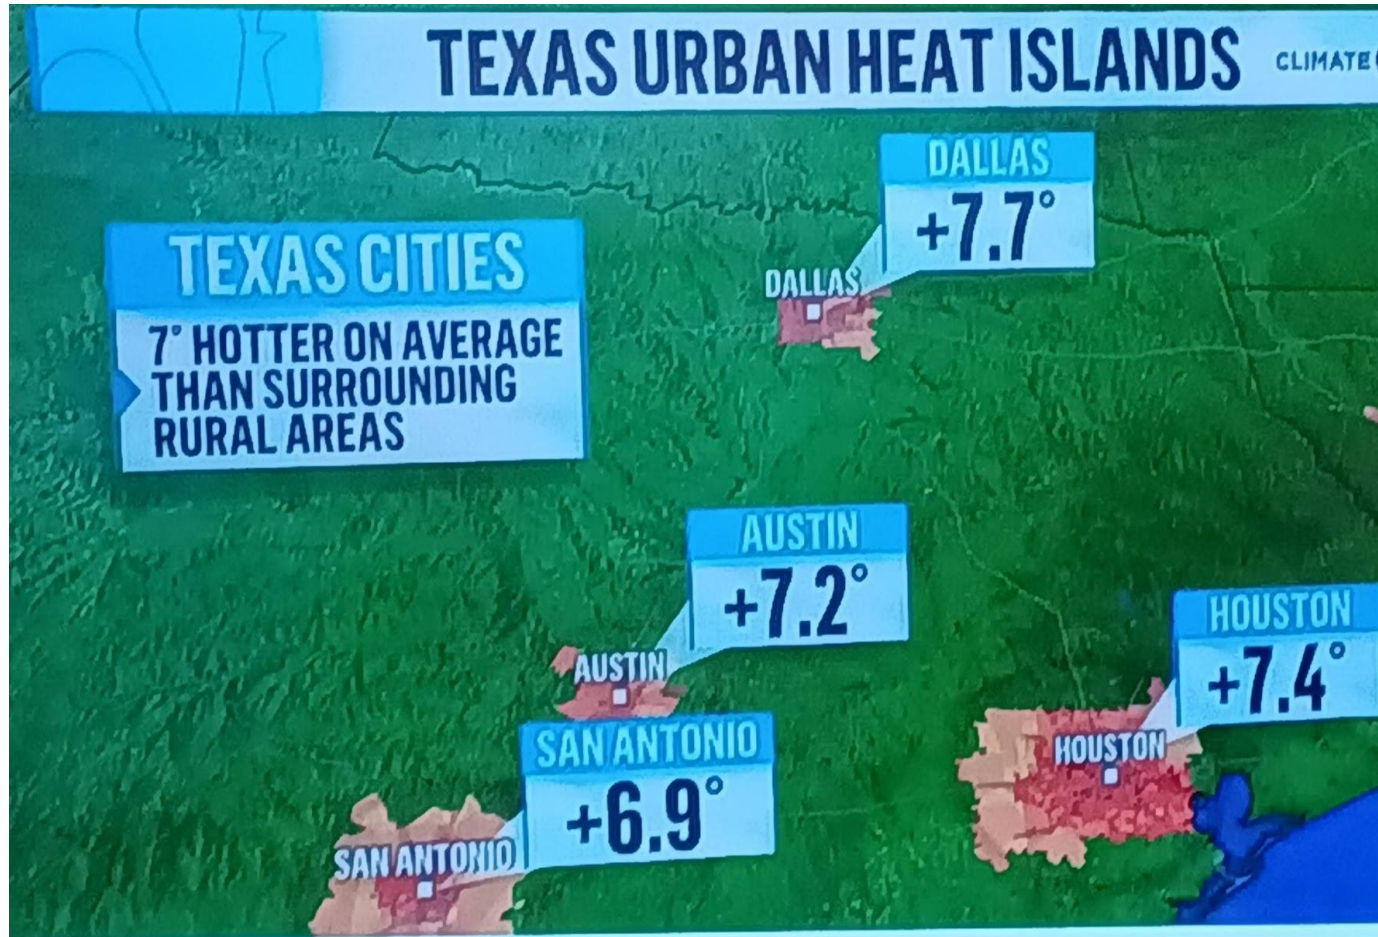 TEXAS URBAN HEAT ISLANDS
CLIMATE
DALLAS
+7.7°
DALLAS
TEXAS CITIES
7° HOTTER ON AVERAGE
THAN SURROUNDING
RURAL AREAS
AUSTIN
+7.2°
AUSTIN
HOUSTON
+7.4°
HOUSTON
SAN ANTONIO
+6.9°
SAN ANTONIO